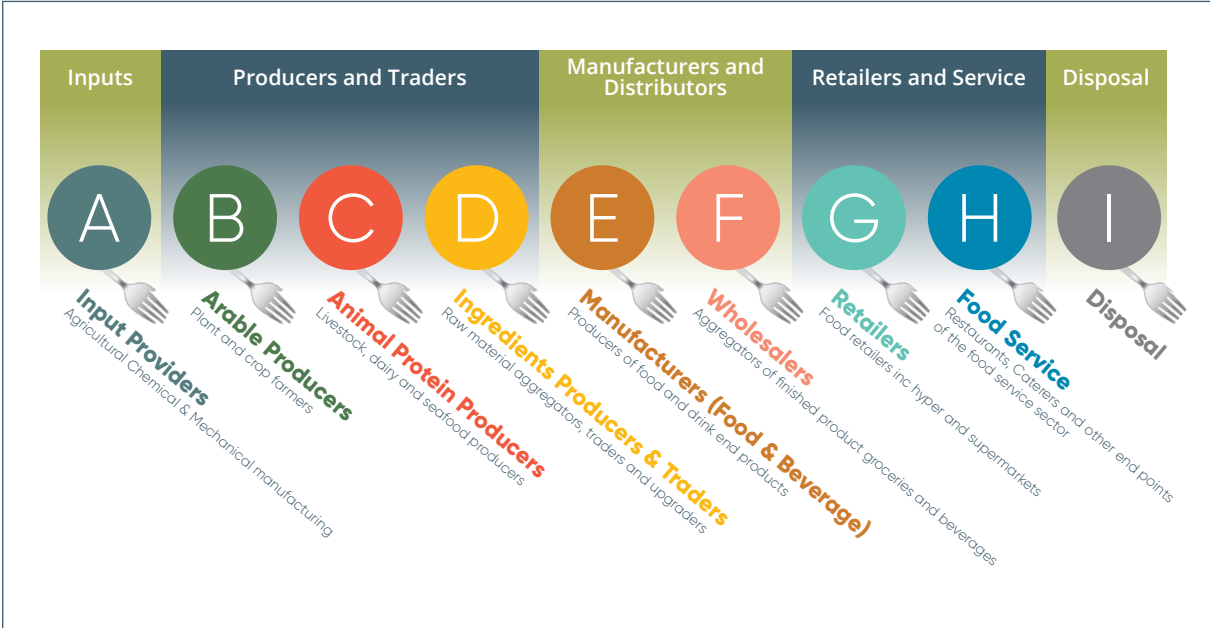 Inputs
Producers and Traders
Manufacturers and
Distributors
Retailers and Service
Disposal
A
B
C
D
E
F
G
H
I
Input Providers
Agricultural Chemical & Mechanical manufacturing
Arable Producers
Plant and crop farmers
Animal Protein Producers
Livestock, dairy and seafood producers
Ingredients Producers & Traders
Raw material aggregators, traders and upgraders
Manufacturers (Food & Beverage)
Producers of food and drink end products
Wholesalers
Aggregators of finished product groceries and beverages
Retailers
Food retailers inc hyper and supermarkets
Food Service
Restaurants, Caterers and other end points
of the food service sector
Disposal